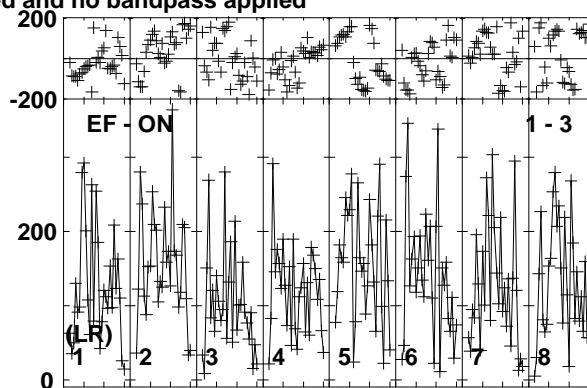 ed and no bandpass applied
200
-200
EF - ON 1 - 3
200
(LR)
1 2 3 4 5 6 7 8
0